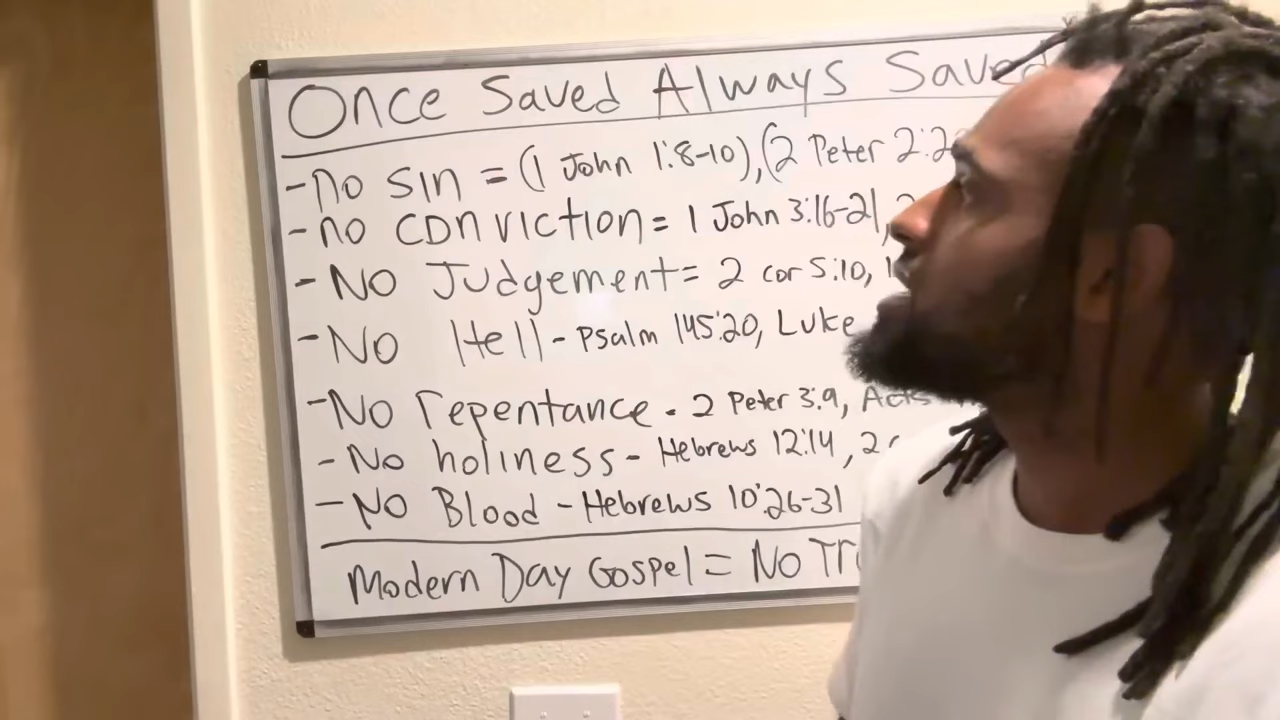 Once Saved Always Saved
- no sin = (1 John 1:8-10), (2 Peter 2:2
- no conviction = 1 John 3:16-21,
- No Judgement = 2 cor 5:10, 1
- No Hell - Psalm 145:20, Luke
- No repentance - 2 Peter 3:9, Acts
- No holiness - Hebrews 12:14, 2
- No Blood - Hebrews 10:26-31
Modern Day Gospel = No